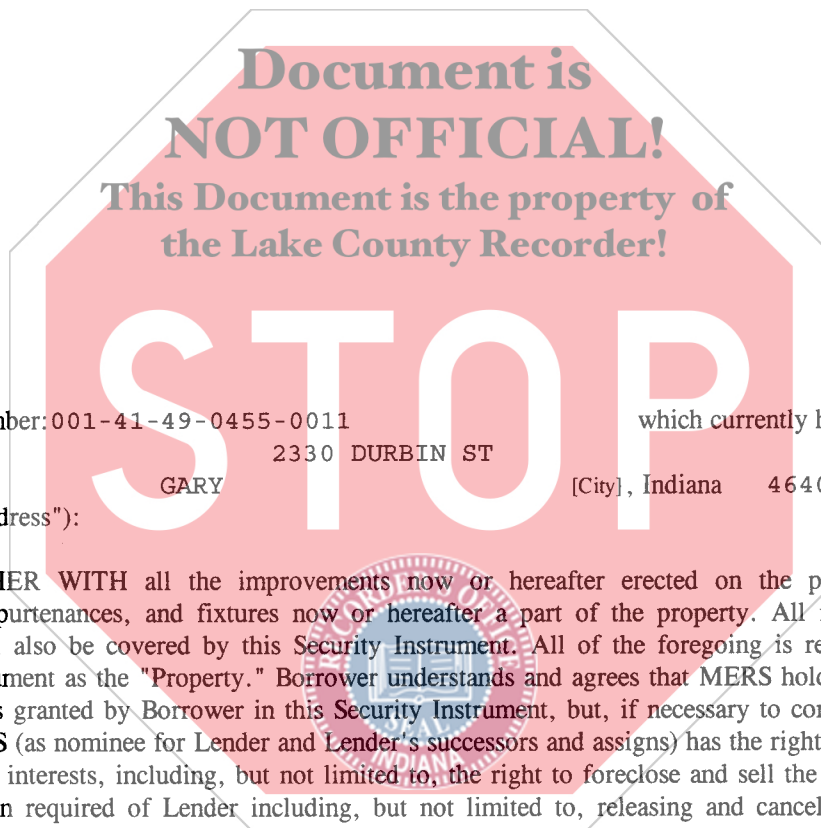 Document is
NOT OFFICIAL!
This Document is the property of
the Lake County Recorder!
STOP
nber: 001-41-49-0455-0011 which currently h
2330 DURBIN ST
GARY [City], Indiana 4640
dress"):
HER WITH all the improvements now or hereafter erected on the p
purtenances, and fixtures now or hereafter a part of the property. All
also be covered by this Security Instrument. All of the foregoing is re
ument as the "Property." Borrower understands and agrees that MERS hold
s granted by Borrower in this Security Instrument, but, if necessary to con
S (as nominee for Lender and Lender's successors and assigns) has the right
interests, including, but not limited to, the right to foreclose and sell the
n required of Lender including, but not limited to, releasing and cancel
SEAL
INDIANA